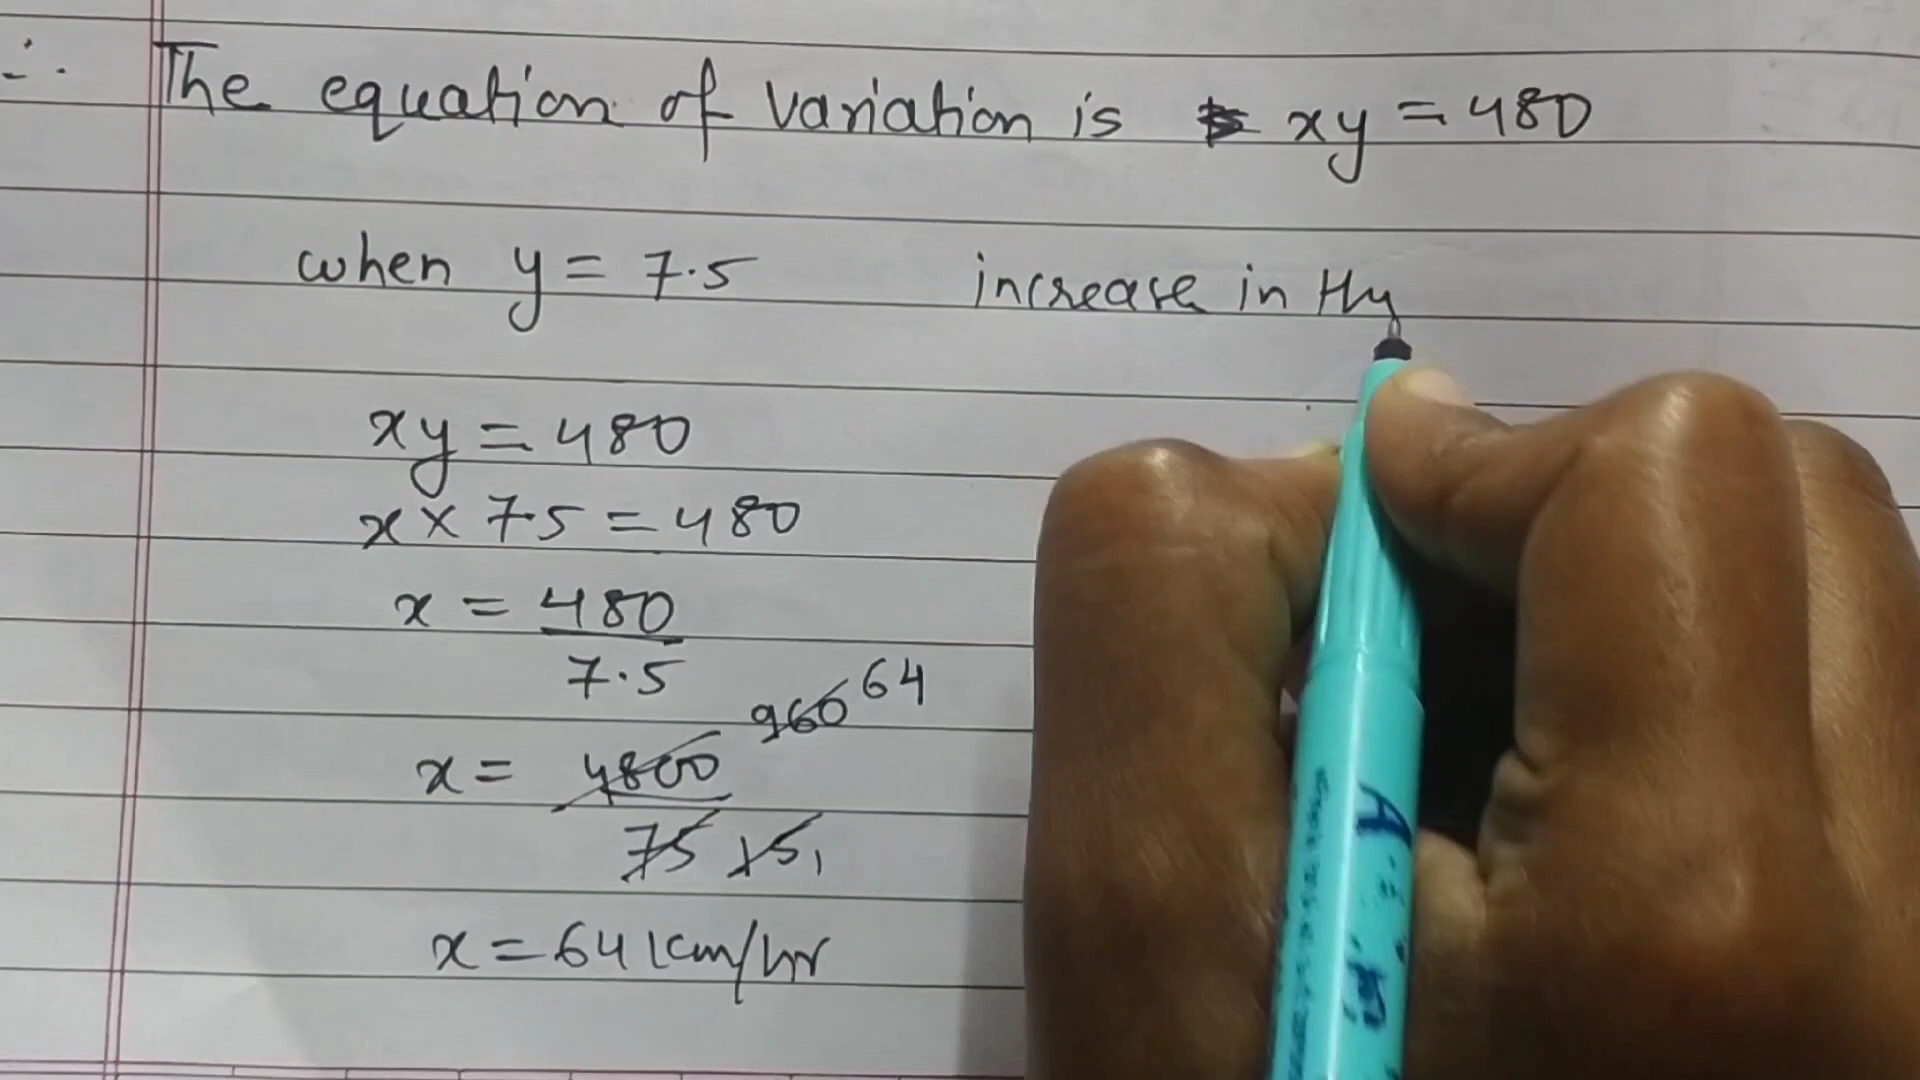 ∴ The equation of variation is xy = 480
when y = 7.5 increase in
xy = 480
x × 7.5 = 480
x = 480
7.5
960 64
x = 4800
75 15 1
x = 64 km/hr